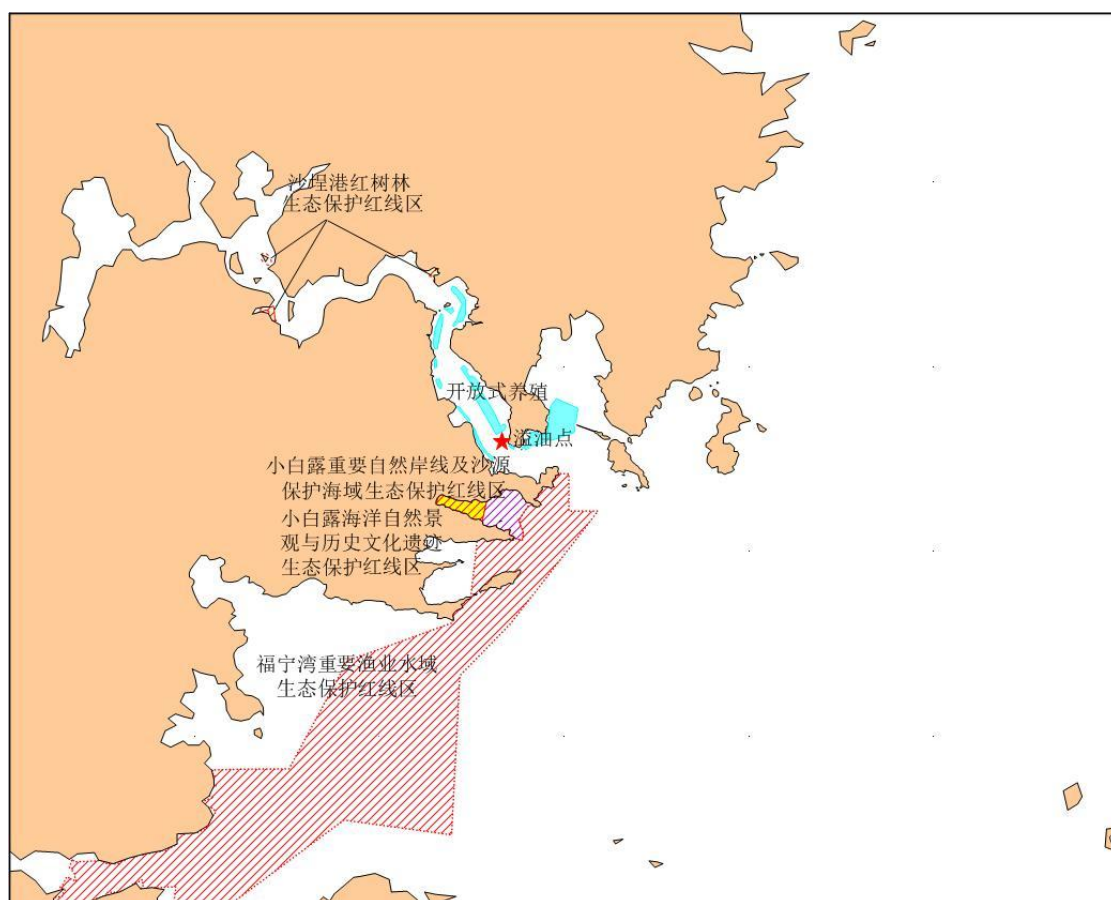 沙埕港红树林
生态保护红线区
开放式养殖
溢油点
小白露重要自然岸线及沙源
保护海域生态保护红线区
小白露海洋自然景
观与历史文化遗迹
生态保护红线区
福宁湾重要渔业水域
生态保护红线区